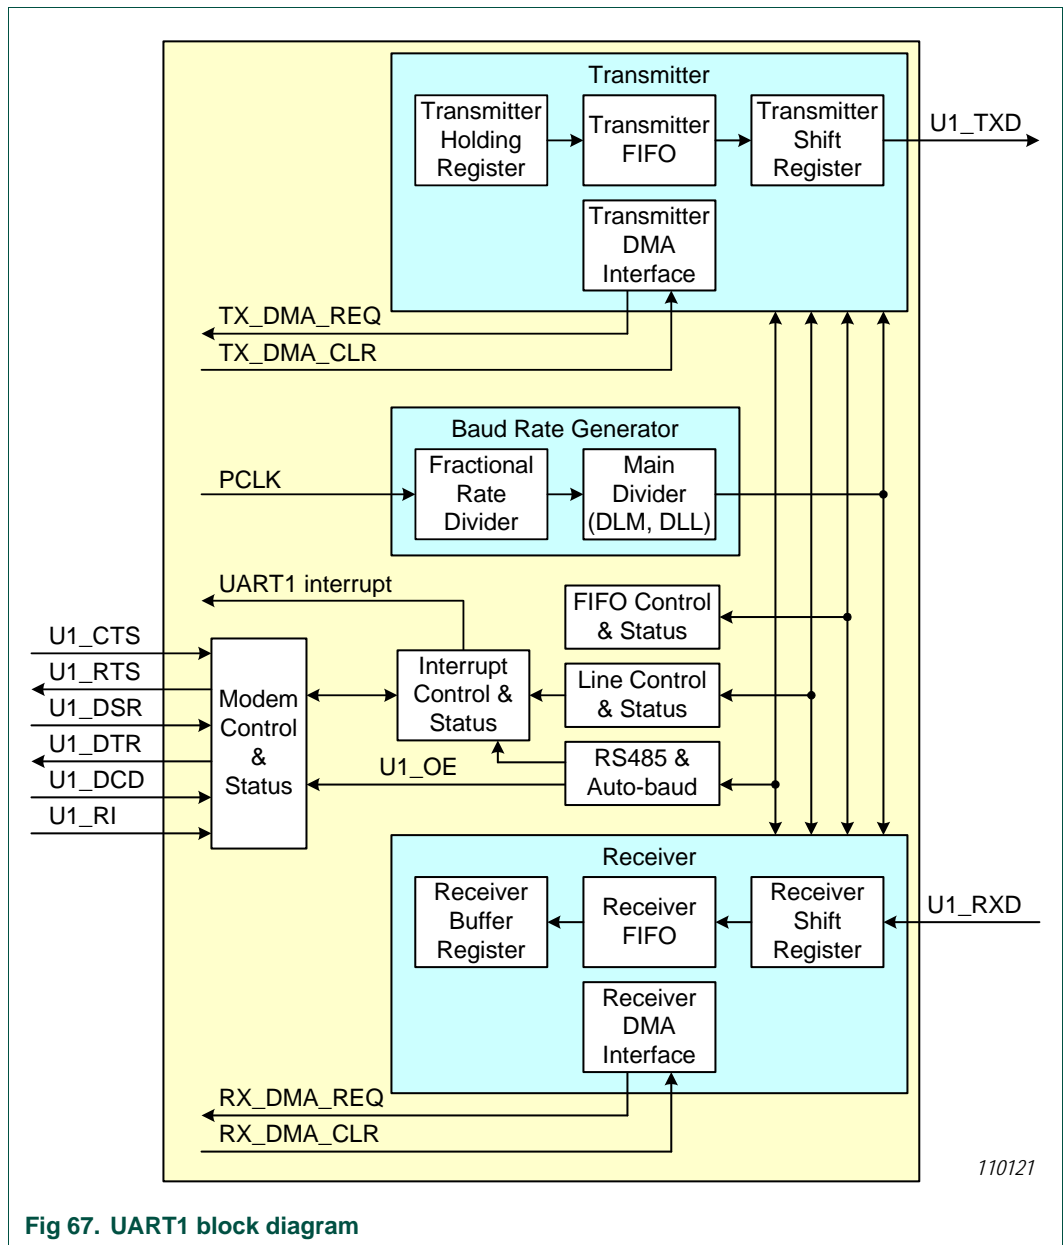 Transmitter
Transmitter
Holding
Register
Transmitter
FIFO
Transmitter
Shift
Register
U1_TXD
Transmitter
DMA
Interface
TX_DMA_REQ
TX_DMA_CLR
Baud Rate Generator
PCLK
Fractional
Rate
Divider
Main
Divider
(DLM, DLL)
UART1 interrupt
FIFO Control
& Status
U1_CTS
U1_RTS
U1_DSR
U1_DTR
U1_DCD
U1_RI
Modem
Control
&
Status
Interrupt
Control &
Status
Line Control
& Status
U1_OE
RS485 &
Auto-baud
Receiver
Receiver
Buffer
Register
Receiver
FIFO
Receiver
Shift
Register
U1_RXD
Receiver
DMA
Interface
RX_DMA_REQ
RX_DMA_CLR
110121
Fig 67. UART1 block diagram